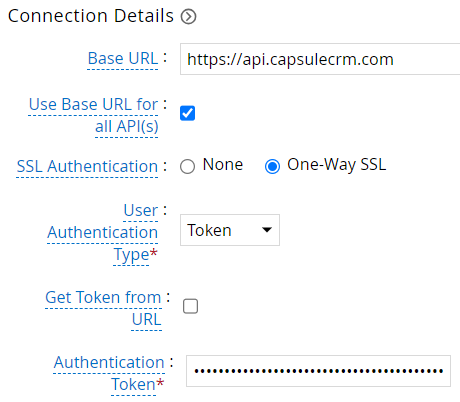 Connection Details
Base URL : https://api.capsulecrm.com
Use Base URL for :
all API(s)
SSL Authentication : None One-Way SSL
User :
Authentication
Type* Token
Get Token from :
URL
Authentication :
Token* ••••••••••••••••••••••••••••••••••••••••